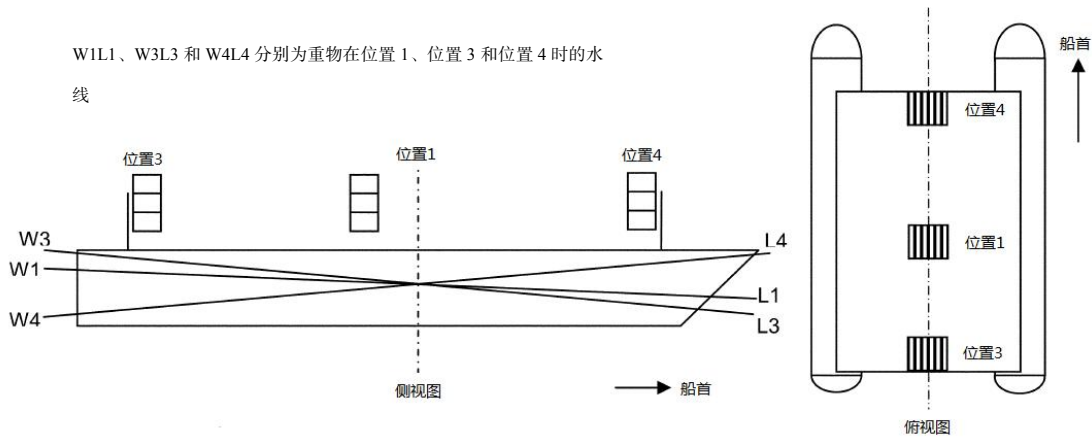 W1L1、W3L3 和 W4L4 分别为重物在位置 1、位置 3 和位置 4 时的水
线
位置3
位置1
位置4
W3
W1
W4
L4
L1
L3
侧视图
船首
船首
位置4
位置1
位置3
俯视图